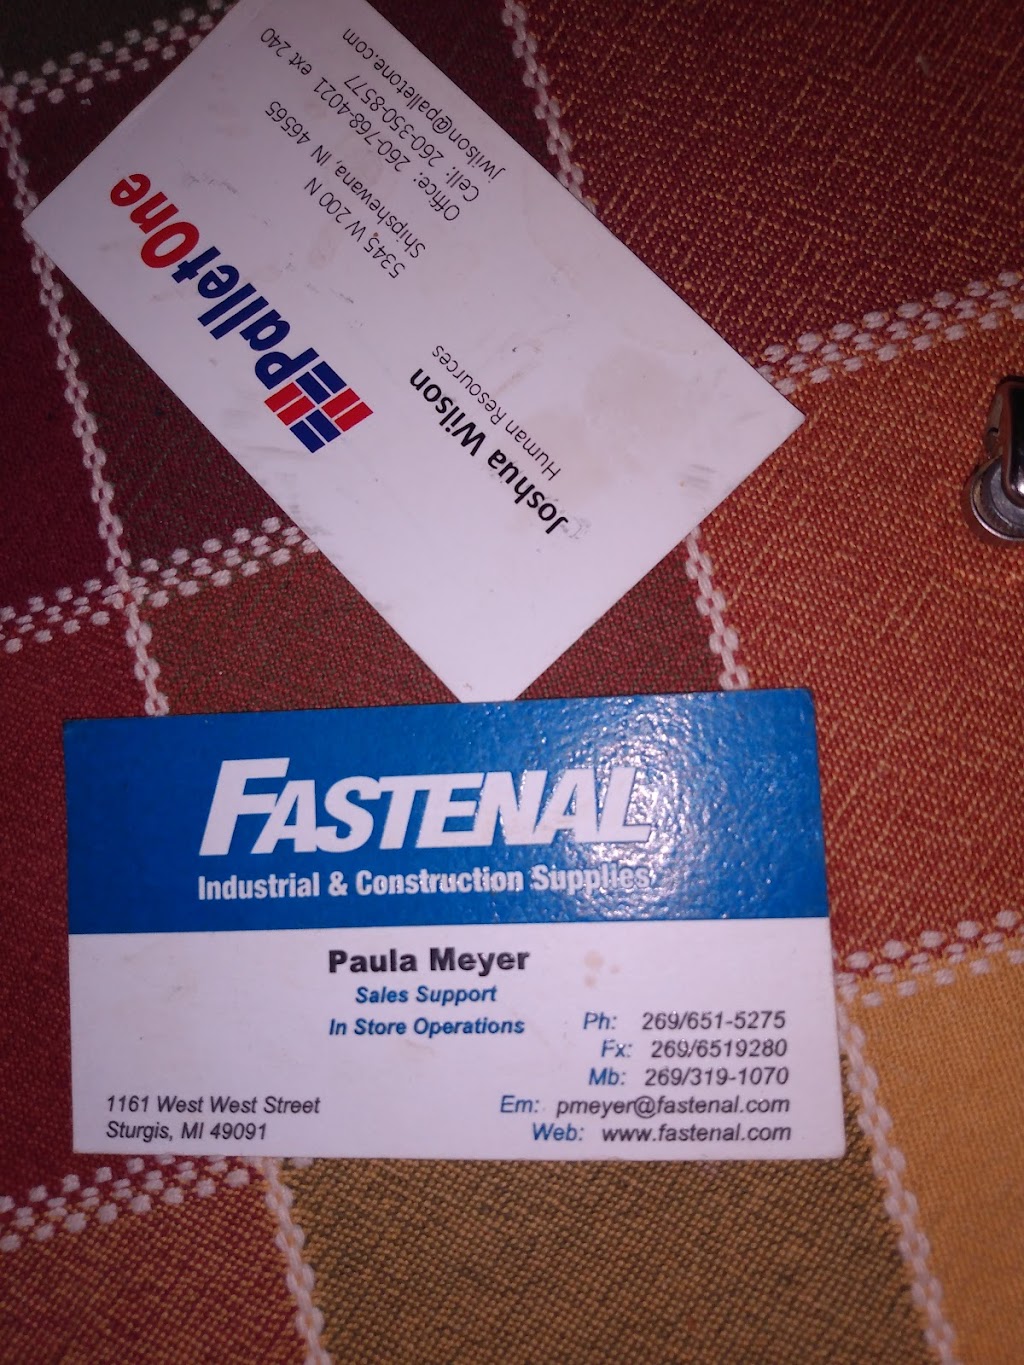 PalletOne
Joshua Wilson
Human Resources
5345 W 200 N
Shipshewana, IN 46565
Office: 260-768-4021 ext 240
Cell: 260-350-8577
jwilson@palletone.com
FASTENAL
Industrial & Construction Supplies
Paula Meyer
Sales Support
In Store Operations
1161 West West Street
Sturgis, MI 49091
Ph: 269/651-5275
Fx: 269/6519280
Mb: 269/319-1070
Em: pmeyer@fastenal.com
Web: www.fastenal.com